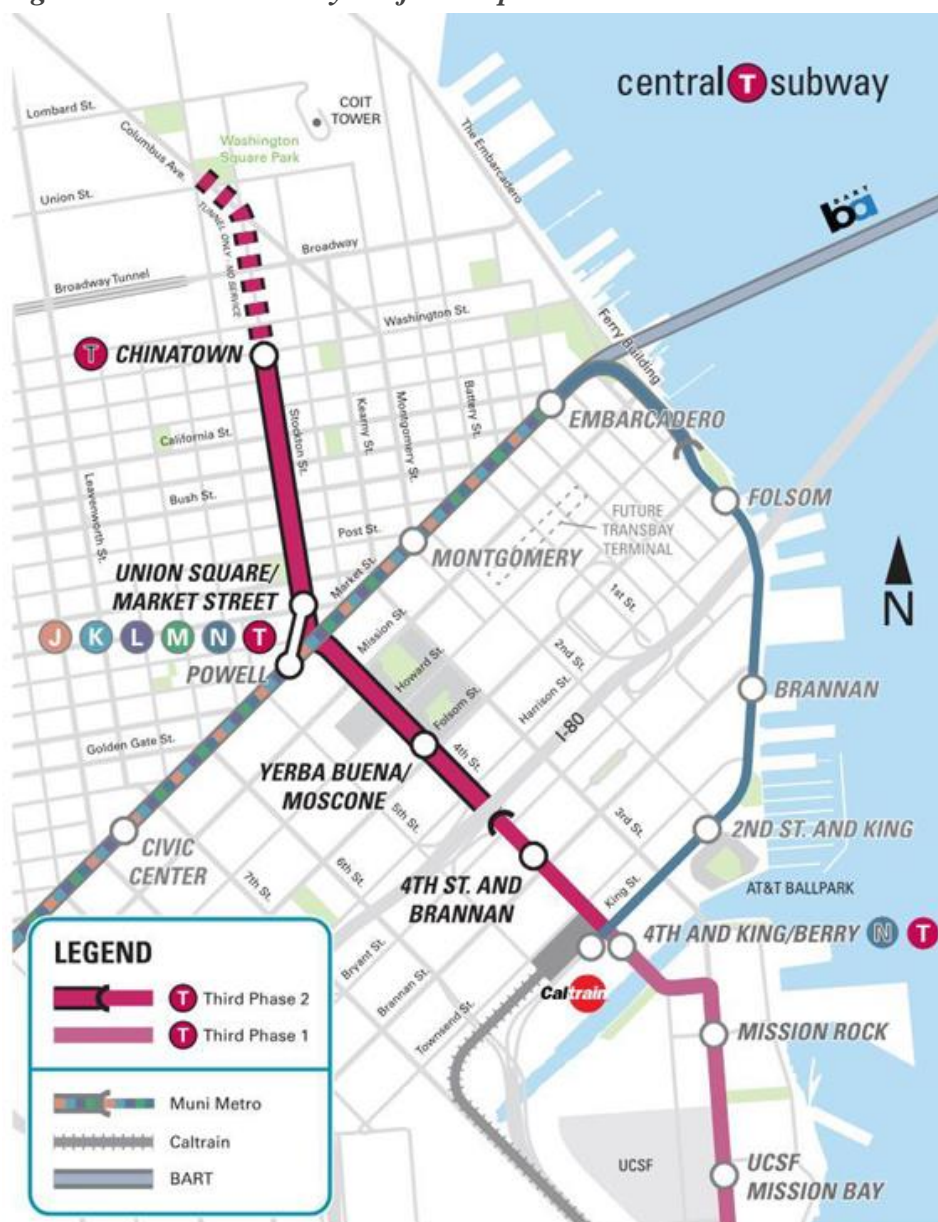 central T subway
Lombard St.
COIT
TOWER
Columbus Ave.
Washington
Square Park
The Embarcadero
Union St.
TUNNEL ONLY - NO SERVICE
Broadway
BART
ba
Broadway Tunnel
Washington St.
Ferry Building
T CHINATOWN
Stockton St.
Kearny St.
Montgomery St.
Battery St.
EMBARCADERO
California St.
Leavenworth St.
Bush St.
Post St.
FOLSOM
FUTURE
TRANSBAY
TERMINAL
MONTGOMERY
Market St.
UNION SQUARE/
MARKET STREET
1st St.
N
J K L M N T
Mission St.
POWELL
Howard St.
2nd St.
Folsom St.
Harrison St.
BRANNAN
I-80
Golden Gate St.
4th St.
YERBA BUENA/
MOSCONE
5th St.
3rd St.
2ND ST. AND KING
CIVIC
CENTER
6th St.
7th St.
4TH ST. AND
BRANNAN
King St.
AT&T BALLPARK
4TH AND KING/BERRY N T
Bryant St.
Brannan St.
Townsend St.
Caltrain
MISSION ROCK
UCSF
UCSF
MISSION BAY
LEGEND
T Third Phase 2
T Third Phase 1
Muni Metro
Caltrain
BART